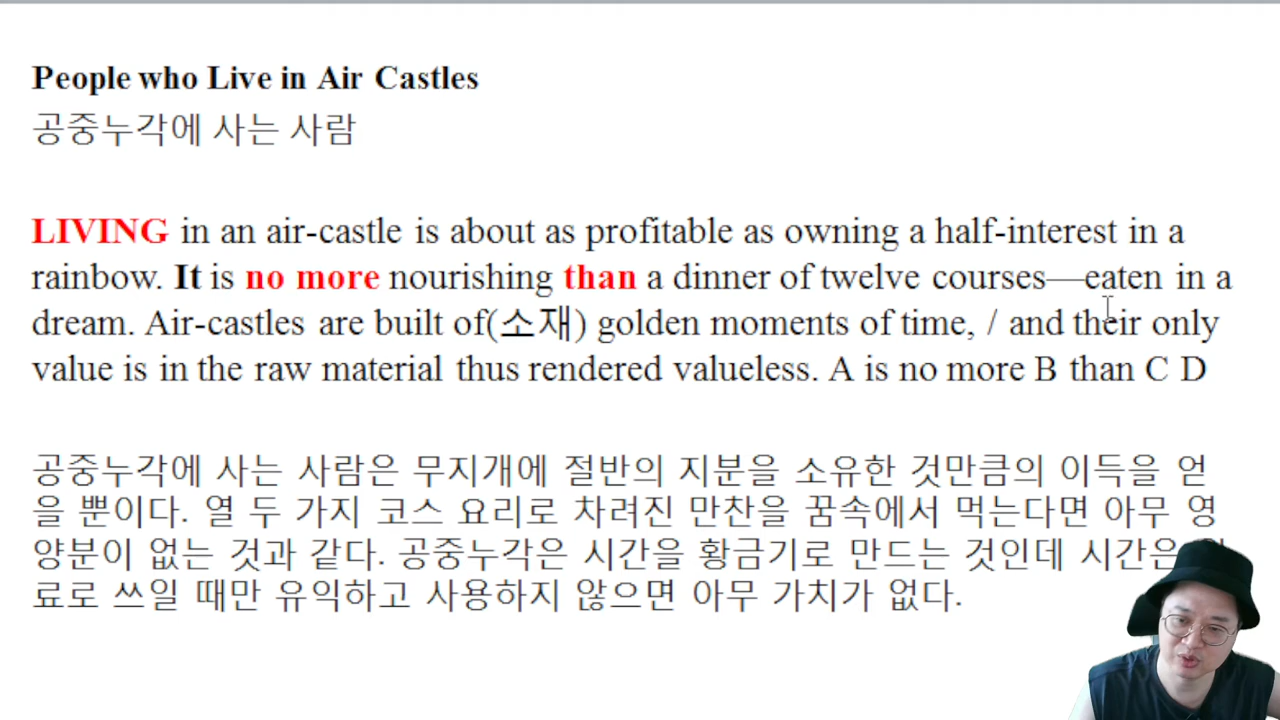 People who Live in Air Castles
공중누각에 사는 사람
LIVING in an air-castle is about as profitable as owning a half-interest in a
rainbow. It is no more nourishing than a dinner of twelve courses—eaten in a
dream. Air-castles are built of(소재) golden moments of time, / and their only
value is in the raw material thus rendered valueless. A is no more B than C D
공중누각에 사는 사람은 무지개에 절반의 지분을 소유한 것만큼의 이득을 얻
을 뿐이다. 열 두 가지 코스 요리로 차려진 만찬을 꿈속에서 먹는다면 아무 영
양분이 없는 것과 같다. 공중누각은 시간을 황금기로 만드는 것인데 시간은
료로 쓰일 때만 유익하고 사용하지 않으면 아무 가치가 없다.